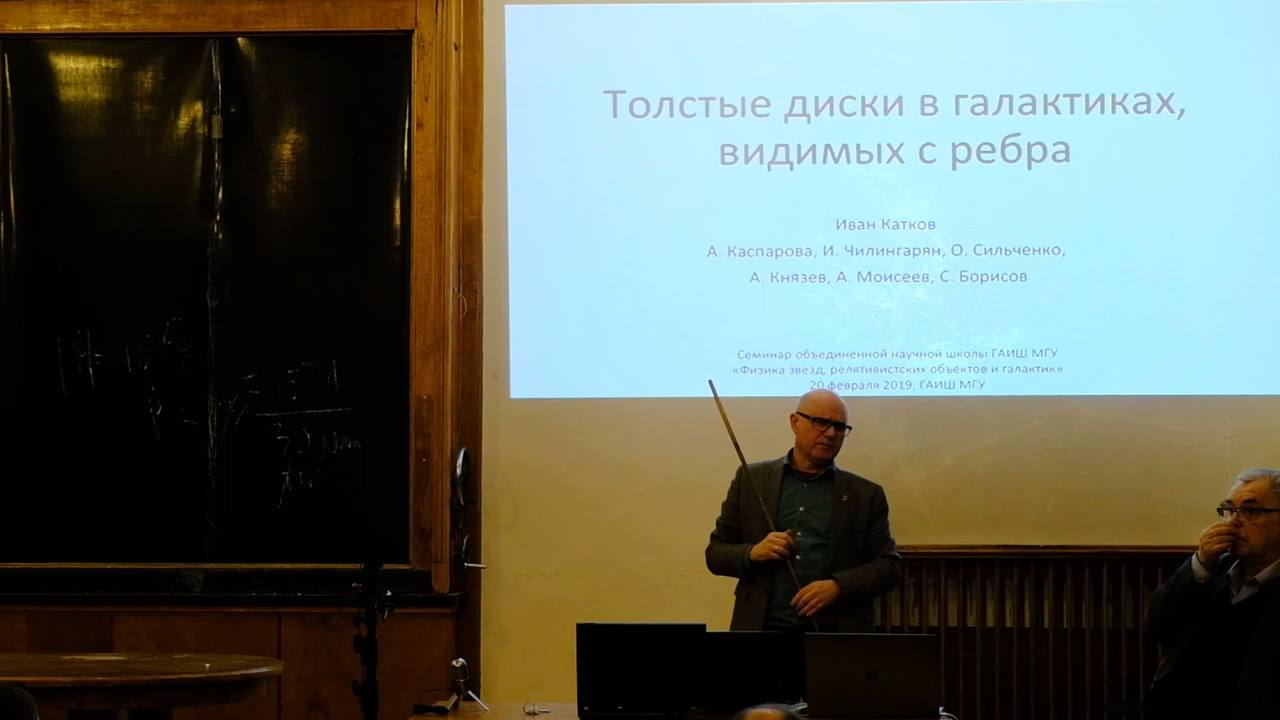 Толстые диски в галактиках,
видимых с ребра
Иван Катков
А. Каспарова, И. Чилингарян, О. Сильченко,
А. Князев, А. Моисеев, С. Борисов
Семинар объединенной научной школы ГАИШ МГУ
«Физика звезд, релятивистских объектов и галактик»
20 февраля 2019, ГАИШ МГУ